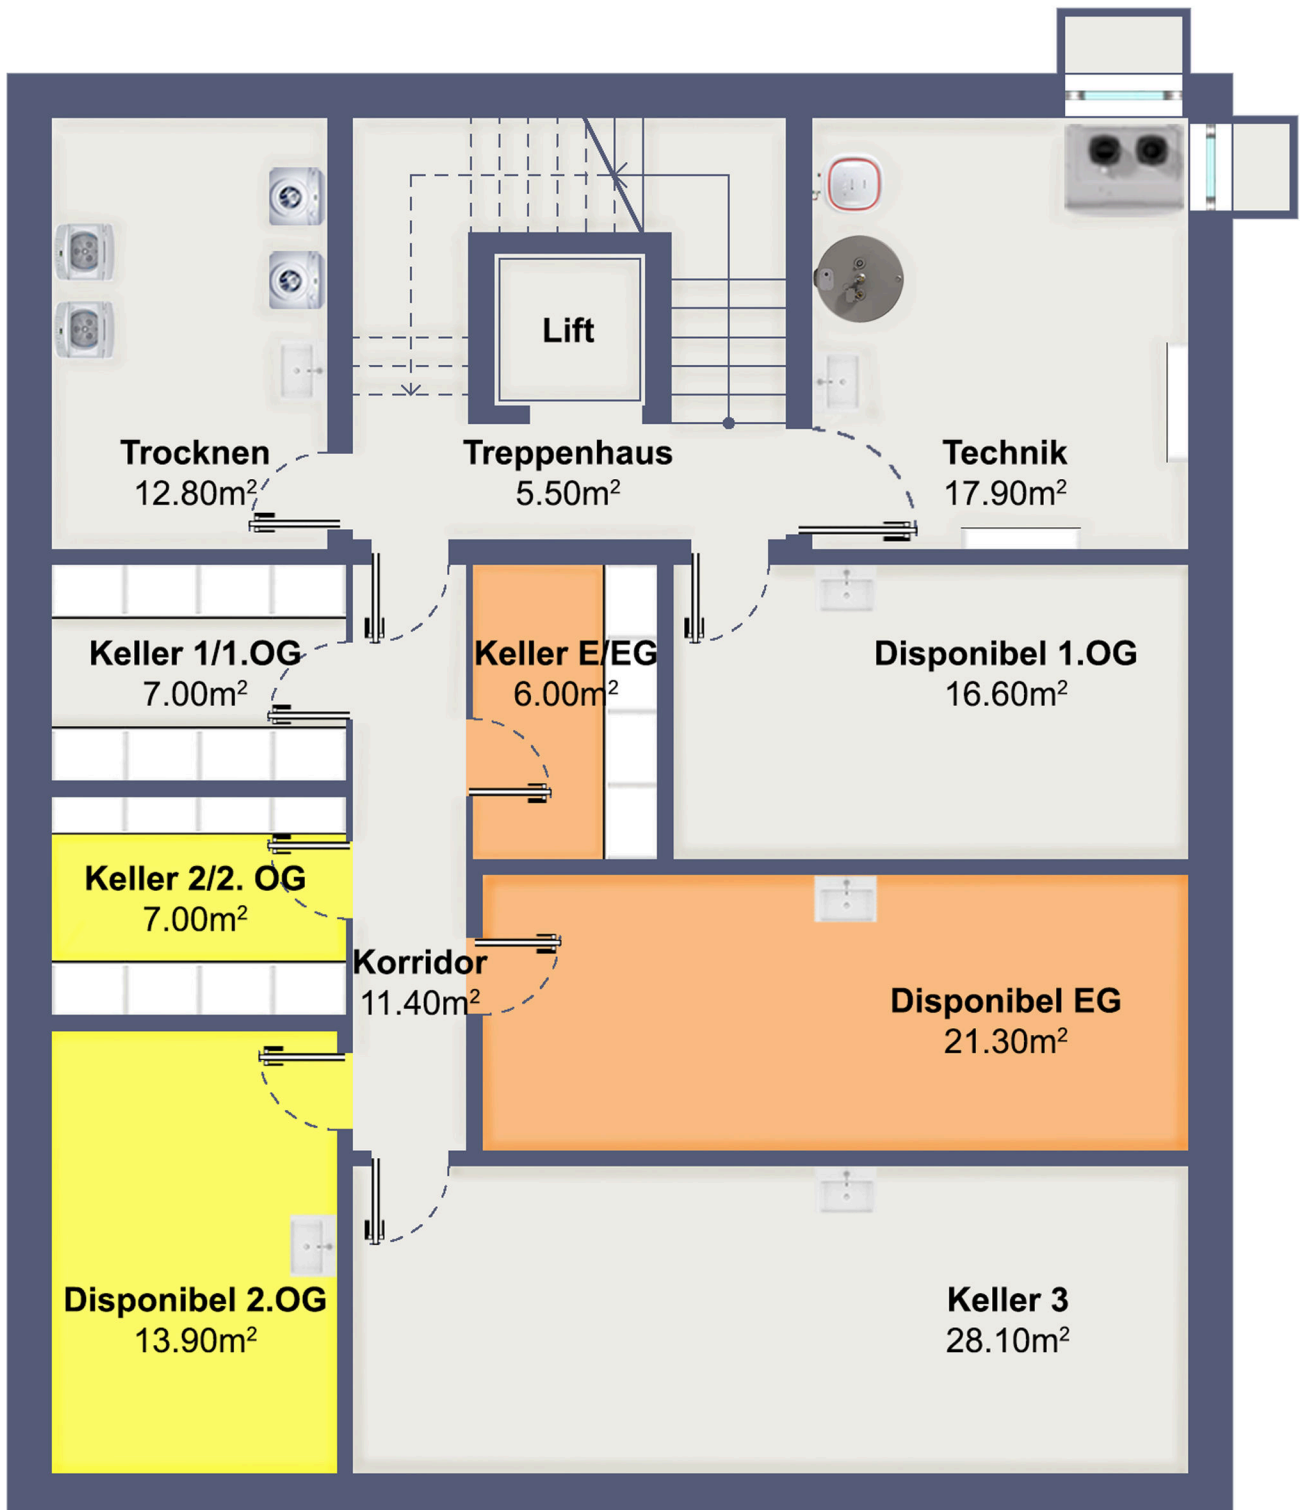 Lift
Trocknen
12.80m²
Treppenhaus
5.50m²
Technik
17.90m²
Keller 1/1.OG
7.00m²
Keller E/EG
6.00m²
Disponibel 1.OG
16.60m²
Keller 2/2. OG
7.00m²
Korridor
11.40m²
Disponibel EG
21.30m²
Disponibel 2.OG
13.90m²
Keller 3
28.10m²